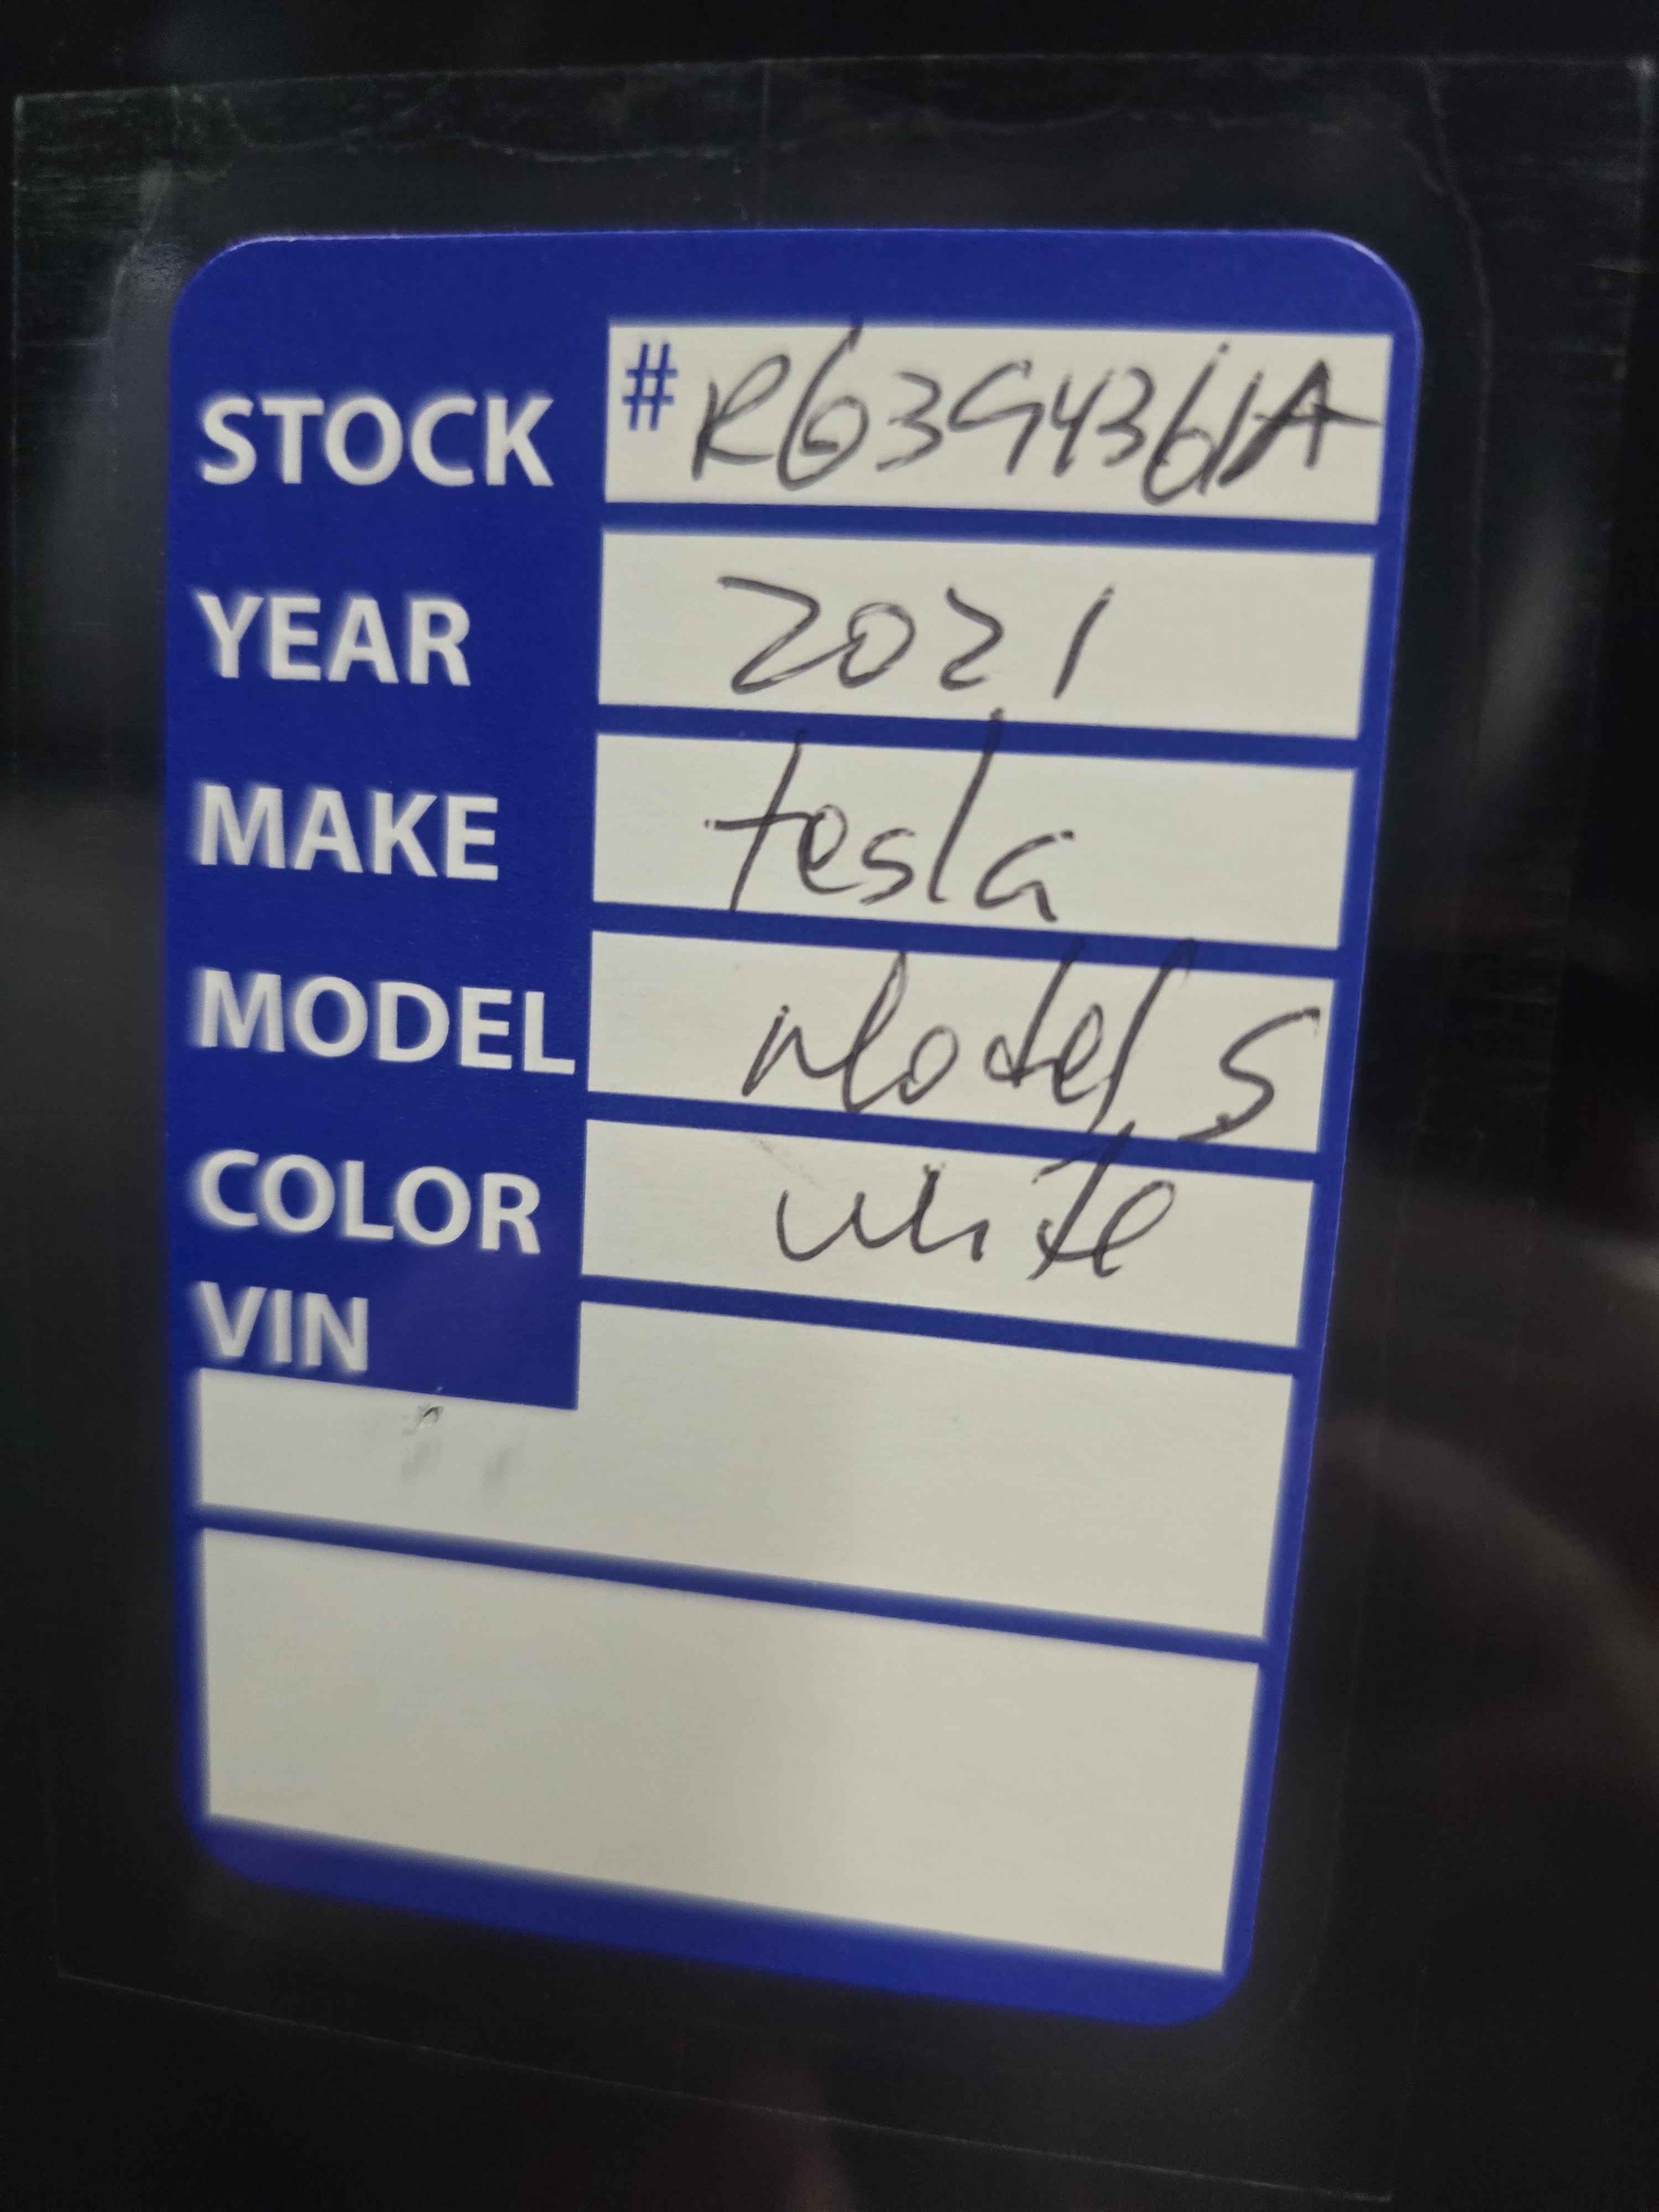 STOCK #R6394361A
YEAR 2021
MAKE tesla
MODEL Model S
COLOR white
VIN